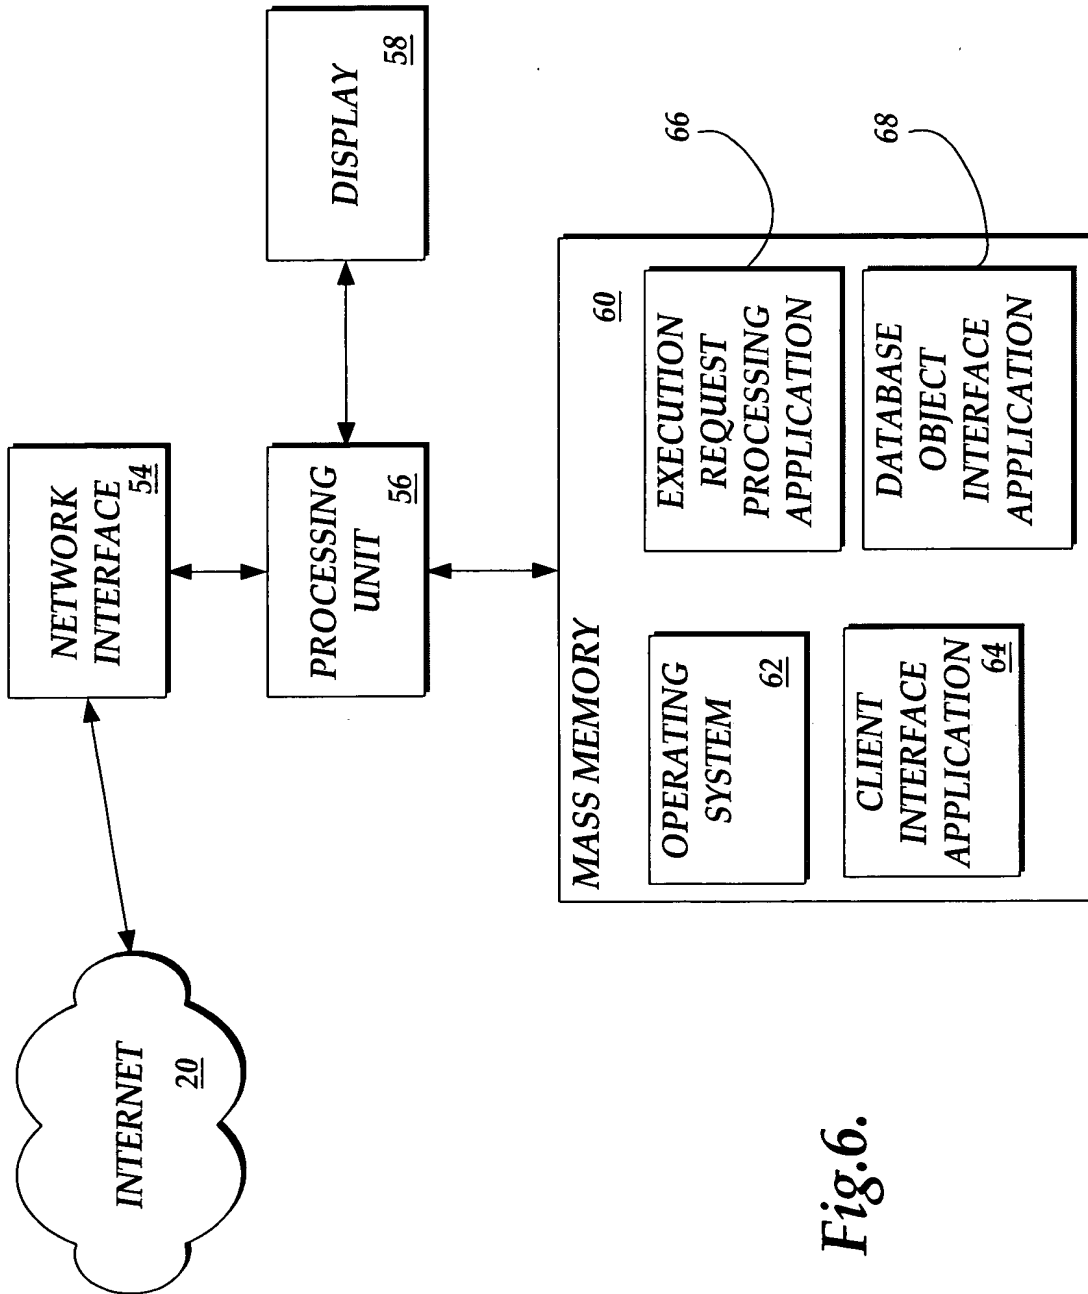 INTERNET
20
NETWORK
INTERFACE
54
PROCESSING
UNIT
56
DISPLAY
58
MASS MEMORY
60
OPERATING
SYSTEM
62
EXECUTION
REQUEST
PROCESSING
APPLICATION
66
CLIENT
INTERFACE
APPLICATION
64
DATABASE
OBJECT
INTERFACE
APPLICATION
68
Fig.6.